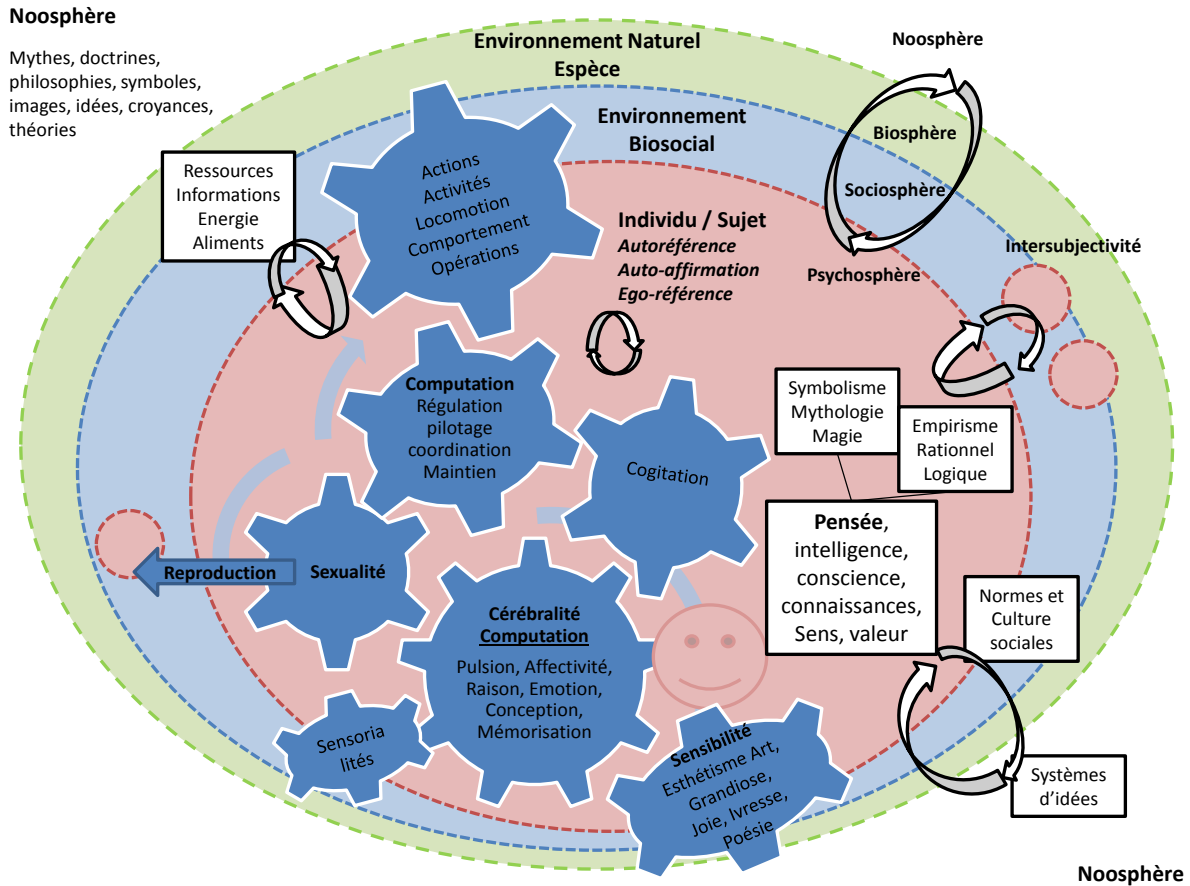 Noosphère
Mythes, doctrines,
philosophies, symboles,
images, idées, croyances,
théories
Environnement Naturel
Espèce
Noosphère
Environnement
Biosocial
Biosphère
Sociosphère
Psychosphère
Intersubjectivité
Ressources
Informations
Energie
Aliments
Actions
Activités
Locomotion
Comportement
Opérations
Individu / Sujet
Autoréférence
Auto-affirmation
Ego-référence
Computation
Régulation
pilotage
coordination
Maintien
Cogitation
Symbolisme
Mythologie
Magie
Empirisme
Rationnel
Logique
Pensée,
intelligence,
conscience,
connaissances,
Sens, valeur
Reproduction
Sexualité
Cérébralité
Computation
Pulsion, Affectivité,
Raison, Emotion,
Conception,
Mémorisation
Normes et
Culture
sociales
Sensoria
lités
Sensibilité
Esthétisme Art,
Grandiose,
Joie, Ivresse,
Poésie
Systèmes
d'idées
Noosphère